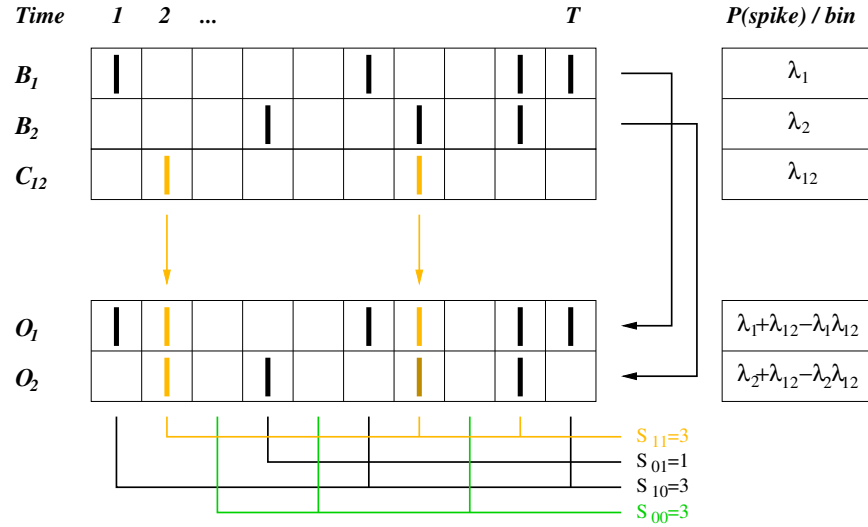 Time 1 2 ... T P(spike) / bin
B₁ λ₁
B₂ λ₂
C₁₂ λ₁₂
O₁ λ₁+λ₁₂−λ₁λ₁₂
O₂ λ₂+λ₁₂−λ₂λ₁₂
S₁₁=3
S₀₁=1
S₁₀=3
S₀₀=3